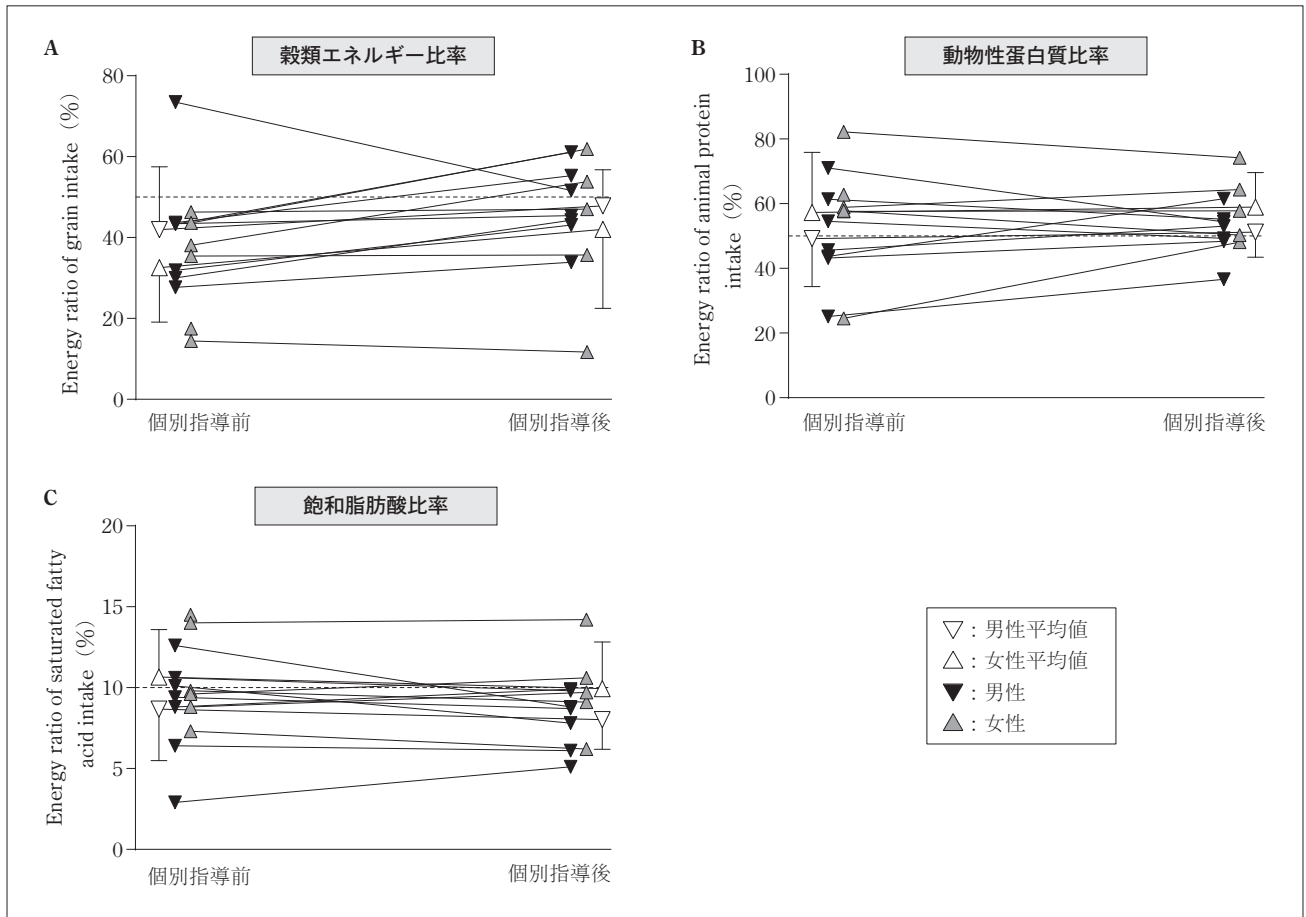 A
穀類エネルギー比率
Energy ratio of grain intake（%）
80
60
40
20
0
個別指導前
個別指導後
B
動物性蛋白質比率
Energy ratio of animal protein
intake（%）
100
80
60
40
20
0
個別指導前
個別指導後
C
飽和脂肪酸比率
Energy ratio of saturated fatty
acid intake（%）
20
15
10
5
0
個別指導前
個別指導後
▽：男性平均値
△：女性平均値
▼：男性
▲：女性